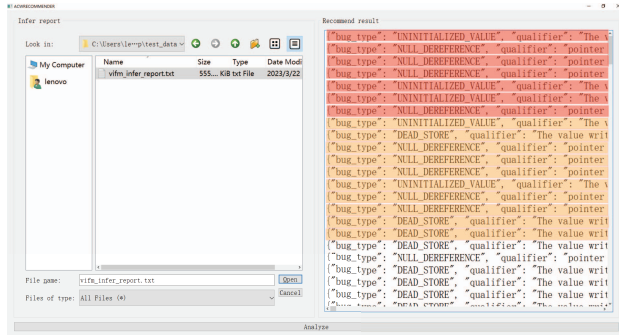 ACWRECOMMENDER
Infer report
Look in:
C:\Users\le⋯p\test_data
My Computer
lenovo
Name Size Typ Date Modi
vifm_infer_report.txt 555.... KiB txt File 2023/3/22
File name: vifm_infer_report.txt Open
Files of type: All Files (*) Cancel
Recommend result
{"bug_type": "UNINITIALIZED_VALUE", "qualifier": "The v
{"bug_type": "NULL_DEREFERENCE", "qualifier": "pointer
{"bug_type": "NULL_DEREFERENCE", "qualifier": "pointer
{"bug_type": "NULL_DEREFERENCE", "qualifier": "pointer
{"bug_type": "UNINITIALIZED_VALUE", "qualifier": "The v
{"bug_type": "UNINITIALIZED_VALUE", "qualifier": "The v
{"bug_type": "NULL_DEREFERENCE", "qualifier": "pointer
{"bug_type": "UNINITIALIZED_VALUE", "qualifier": "The v
{"bug_type": "DEAD_STORE", "qualifier": "The value writ
{"bug_type": "NULL_DEREFERENCE", "qualifier": "pointer
{"bug_type": "NULL_DEREFERENCE", "qualifier": "pointer
{"bug_type": "NULL_DEREFERENCE", "qualifier": "pointer
{"bug_type": "UNINITIALIZED_VALUE", "qualifier": "The v
{"bug_type": "NULL_DEREFERENCE", "qualifier": "pointer
{"bug_type": "NULL_DEREFERENCE", "qualifier": "pointer
{"bug_type": "DEAD_STORE", "qualifier": "The value writ
{"bug_type": "DEAD_STORE", "qualifier": "The value writ
{"bug_type": "DEAD_STORE", "qualifier": "The value writ
{"bug_type": "NULL_DEREFERENCE", "qualifier": "pointer
{"bug_type": "DEAD_STORE", "qualifier": "The value writ
{"bug_type": "DEAD_STORE", "qualifier": "The value writ
{"bug_type": "DEAD_STORE", "qualifier": "The value writ
Analyze